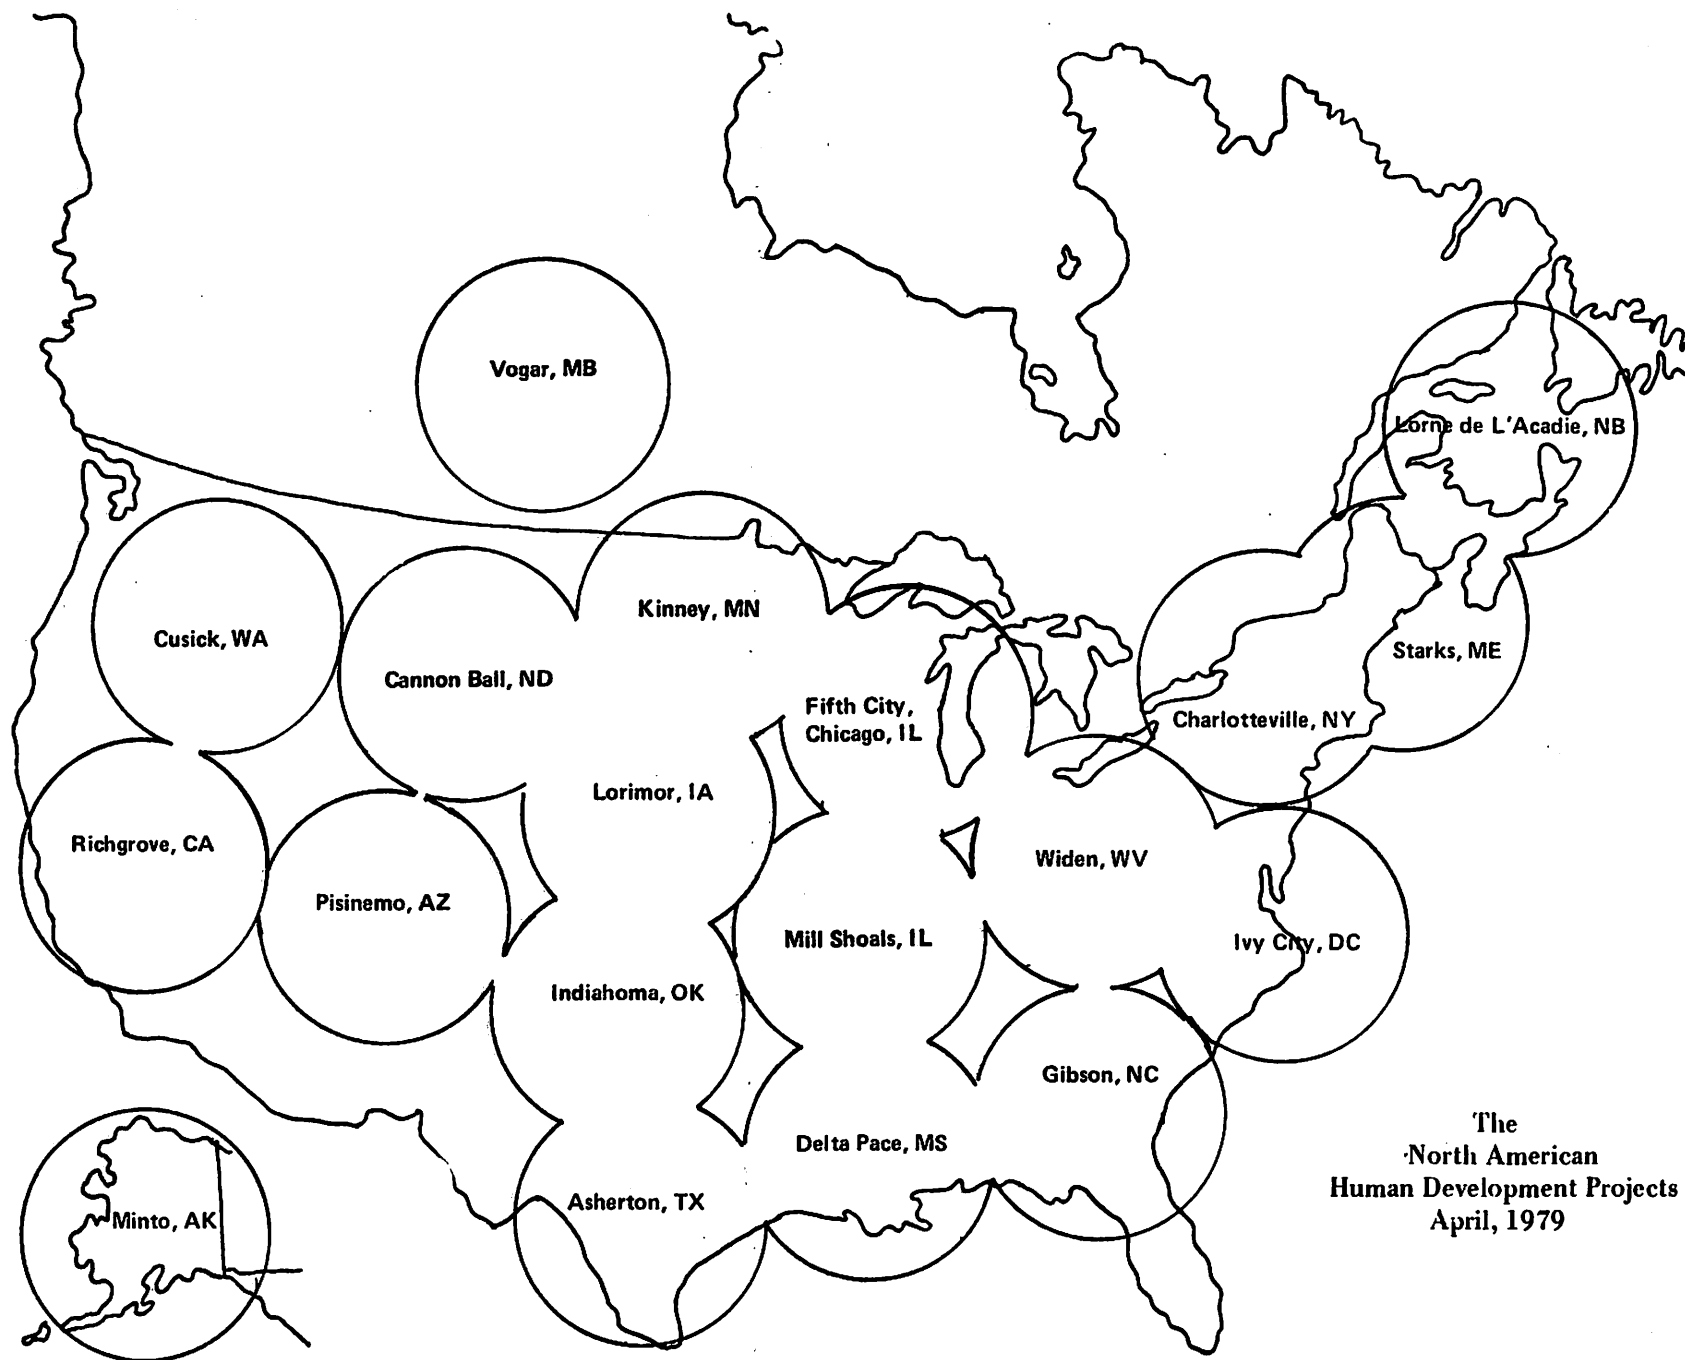 Vogar, MB
Lorne de L'Acadie, NB
Kinney, MN
Cusick, WA
Starks, ME
Cannon Ball, ND
Fifth City,
Chicago, IL
Charlotteville, NY
Lorimor, IA
Richgrove, CA
Widen, WV
Pisinemo, AZ
Mill Shoals, IL
Ivy City, DC
Indiahoma, OK
Gibson, NC
Delta Pace, MS
Asherton, TX
Minto, AK
The
North American
Human Development Projects
April, 1979